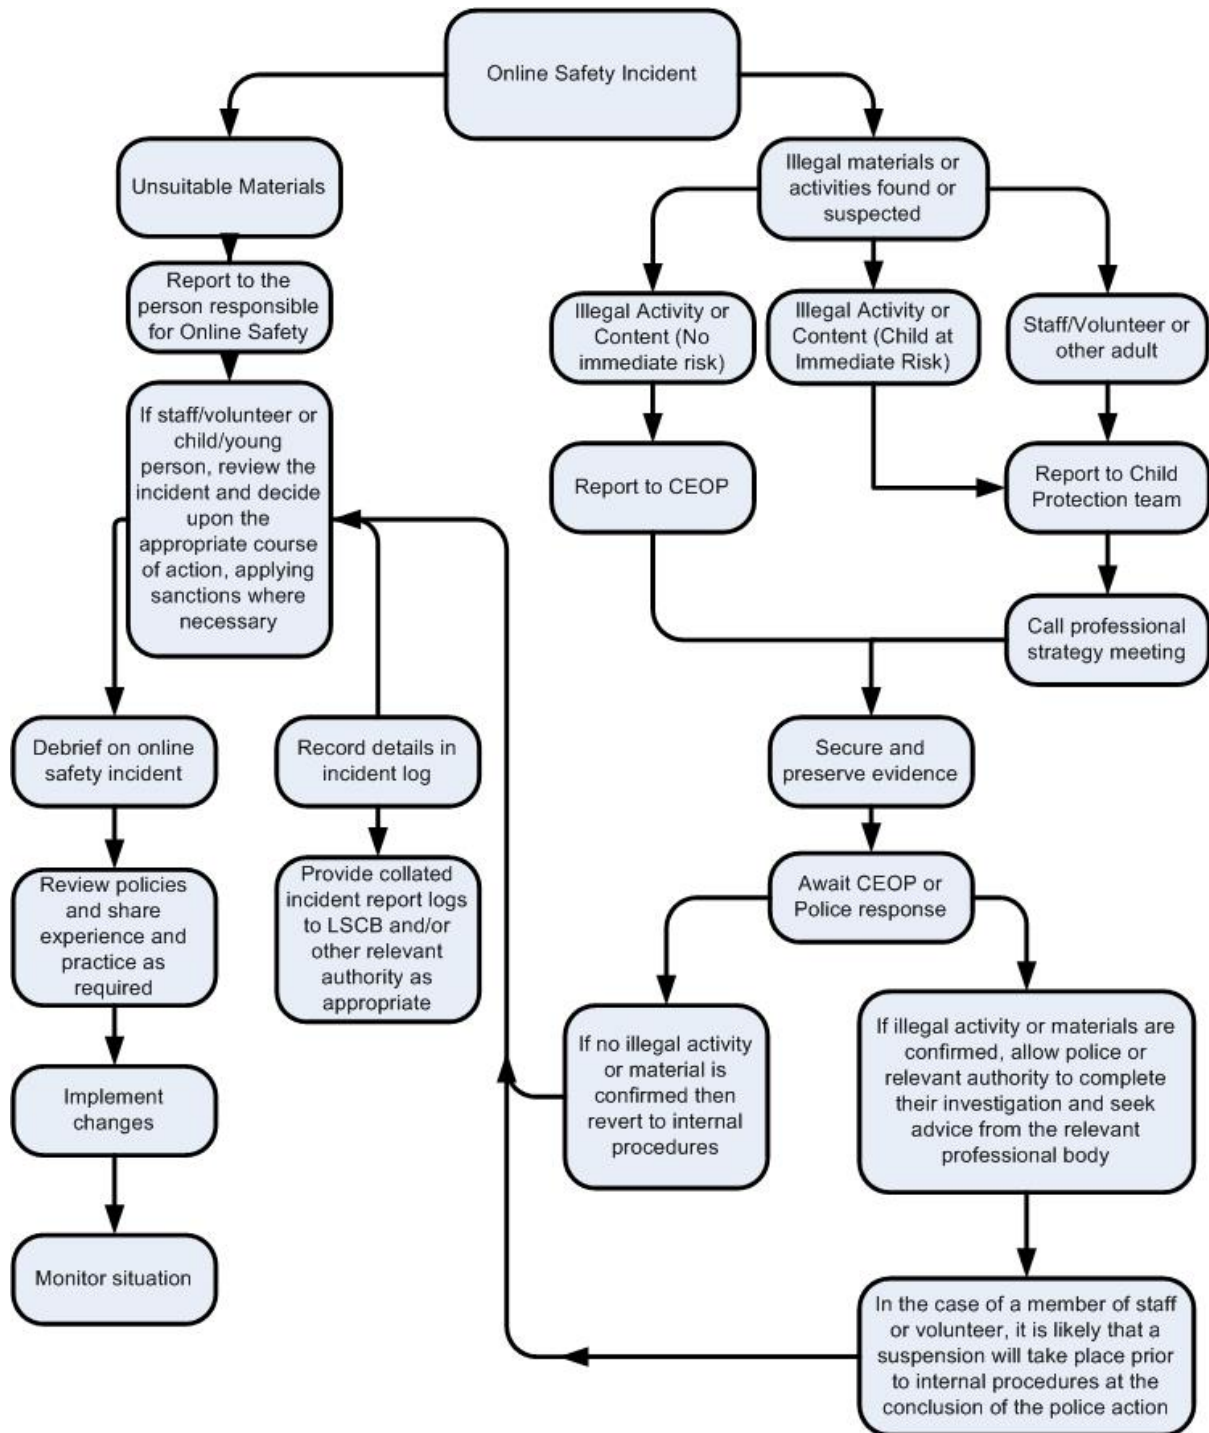 Online Safety Incident
Unsuitable Materials
Illegal materials or
activities found or
suspected
Report to the
person responsible
for Online Safety
Illegal Activity or
Content (No
immediate risk)
Illegal Activity or
Content (Child at
Immediate Risk)
Staff/Volunteer or
other adult
If staff/volunteer or
child/young
person, review the
incident and decide
upon the
appropriate course
of action, applying
sanctions where
necessary
Report to CEOP
Report to Child
Protection team
Call professional
strategy meeting
Debrief on online
safety incident
Record details in
incident log
Secure and
preserve evidence
Review policies
and share
experience and
practice as
required
Provide collated
incident report logs
to LSCB and/or
other relevant
authority as
appropriate
Await CEOP or
Police response
If no illegal activity
or material is
confirmed then
revert to internal
procedures
If illegal activity or materials are
confirmed, allow police or
relevant authority to complete
their investigation and seek
advice from the relevant
professional body
Implement
changes
Monitor situation
In the case of a member of staff
or volunteer, it is likely that a
suspension will take place prior
to internal procedures at the
conclusion of the police action